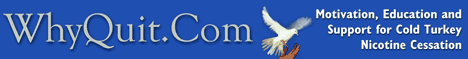 WhyQuit.Com
Motivation, Education and
Support for Cold Turkey
Nicotine Cessation